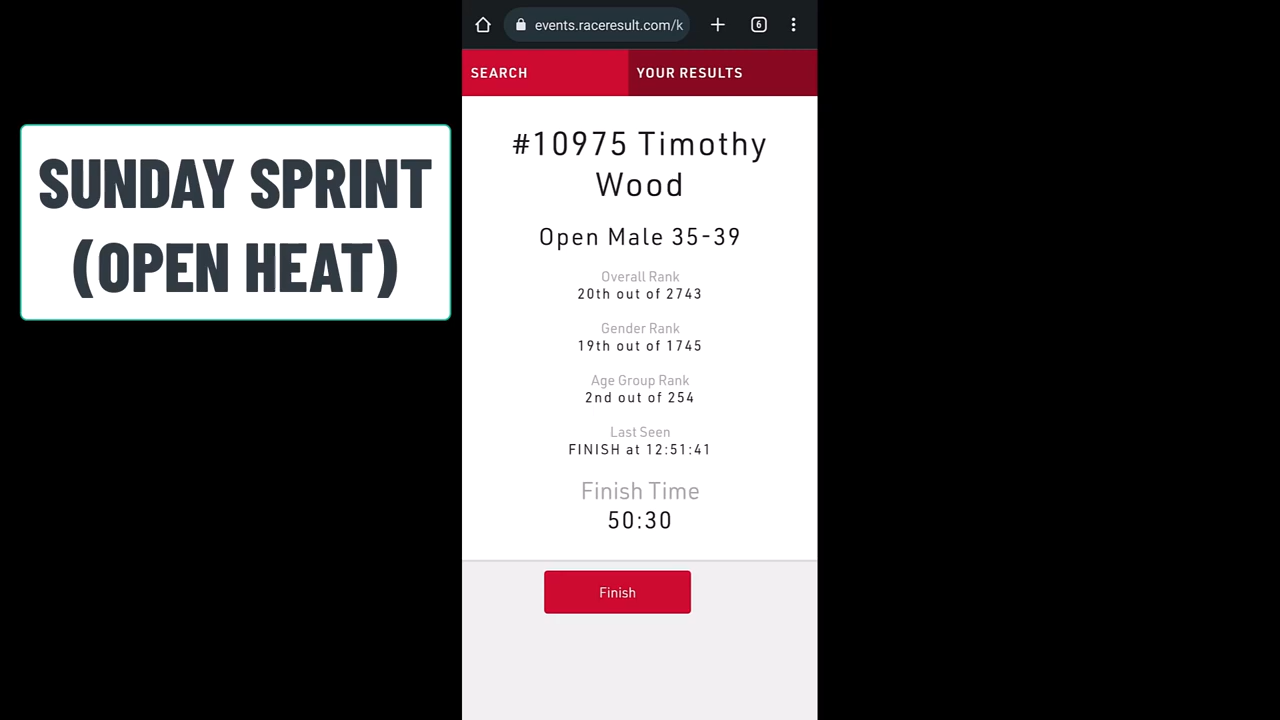 SUNDAY SPRINT
(OPEN HEAT)
events.raceresult.com/k
6
SEARCH
YOUR RESULTS
#10975 Timothy
Wood
Open Male 35-39
Overall Rank
20th out of 2743
Gender Rank
19th out of 1745
Age Group Rank
2nd out of 254
Last Seen
FINISH at 12:51:41
Finish Time
50:30
Finish